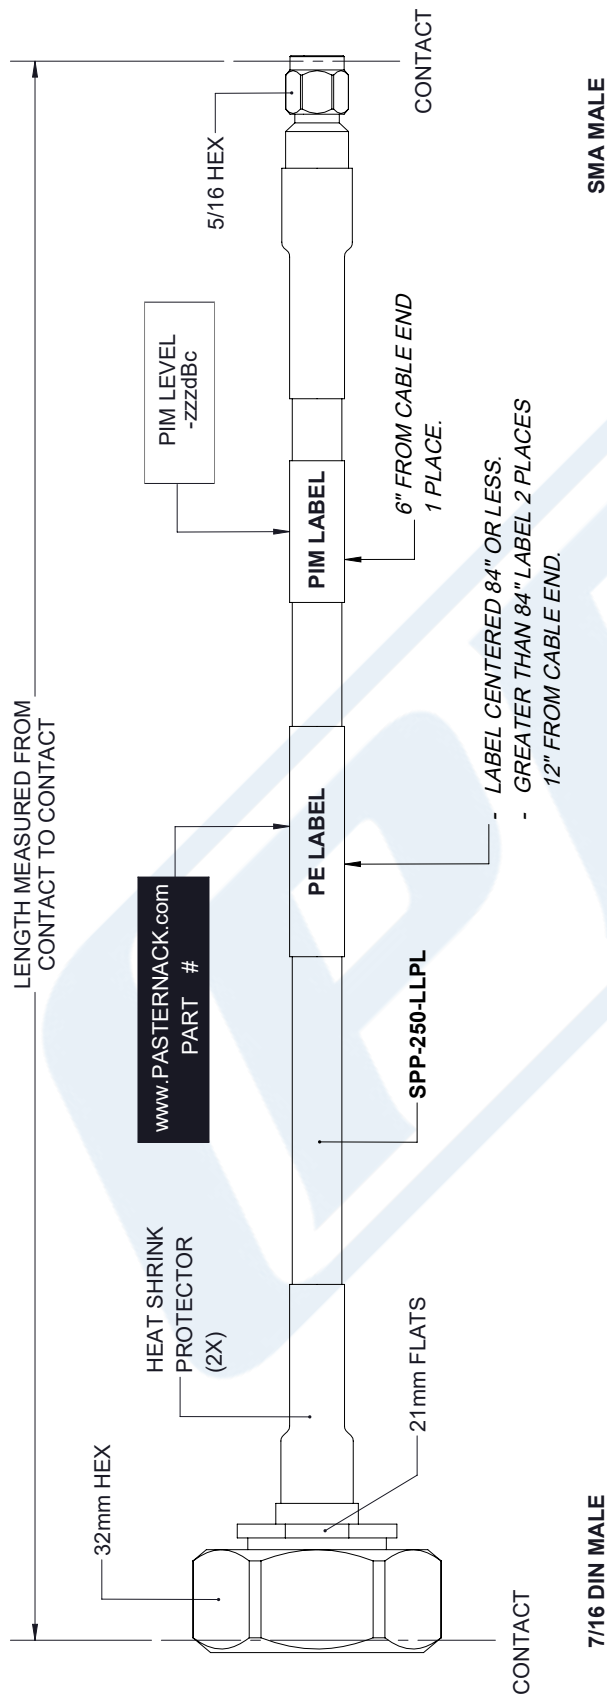 LENGTH MEASURED FROM
CONTACT TO CONTACT
32mm HEX
HEAT SHRINK
PROTECTOR
(2X)
www.PASTERNACK.com
PART #
PIM LEVEL
-zzzdBc
5/16 HEX
PE LABEL
PIM LABEL
CONTACT
21mm FLATS
SPP-250-LLPL
- LABEL CENTERED 84" OR LESS.
- GREATER THAN 84" LABEL 2 PLACES
12" FROM CABLE END.
6" FROM CABLE END
1 PLACE.
CONTACT
7/16 DIN MALE
SMA MALE